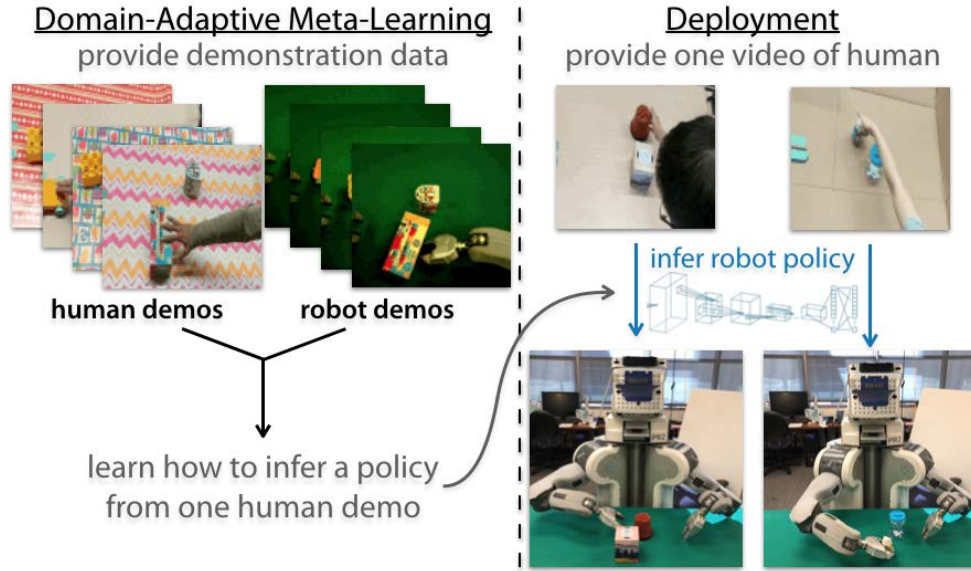 Domain-Adaptive Meta-Learning
provide demonstration data
human demos
robot demos
learn how to infer a policy
from one human demo
Deployment
provide one video of human
infer robot policy
PR2